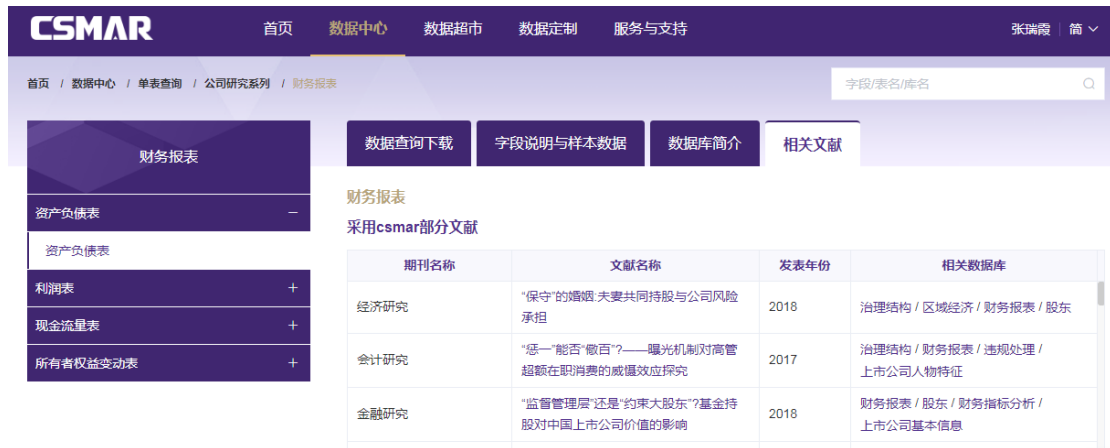 CSMAR 首页 数据中心 数据超市 数据定制 服务与支持 张瑞霞 简
首页 / 数据中心 / 单表查询 / 公司研究系列 / 财务报表 字段/表名/库名
财务报表
资产负债表 −
资产负债表
利润表 +
现金流量表 +
所有者权益变动表 +
数据查询下载 字段说明与样本数据 数据库简介 相关文献
财务报表
采用csmar部分文献
期刊名称 文献名称 发表年份 相关数据库
经济研究 “保守”的婚姻:夫妻共同持股与公司风险
承担 2018 治理结构 / 区域经济 / 财务报表 / 股东
会计研究 “惩一”能否“儆百”?——曝光机制对高管
超额在职消费的威慑效应探究 2017 治理结构 / 财务报表 / 违规处理 /
上市公司人物特征
金融研究 “监督管理层”还是“约束大股东”?基金持
股对中国上市公司价值的影响 2018 财务报表 / 股东 / 财务指标分析 /
上市公司基本信息